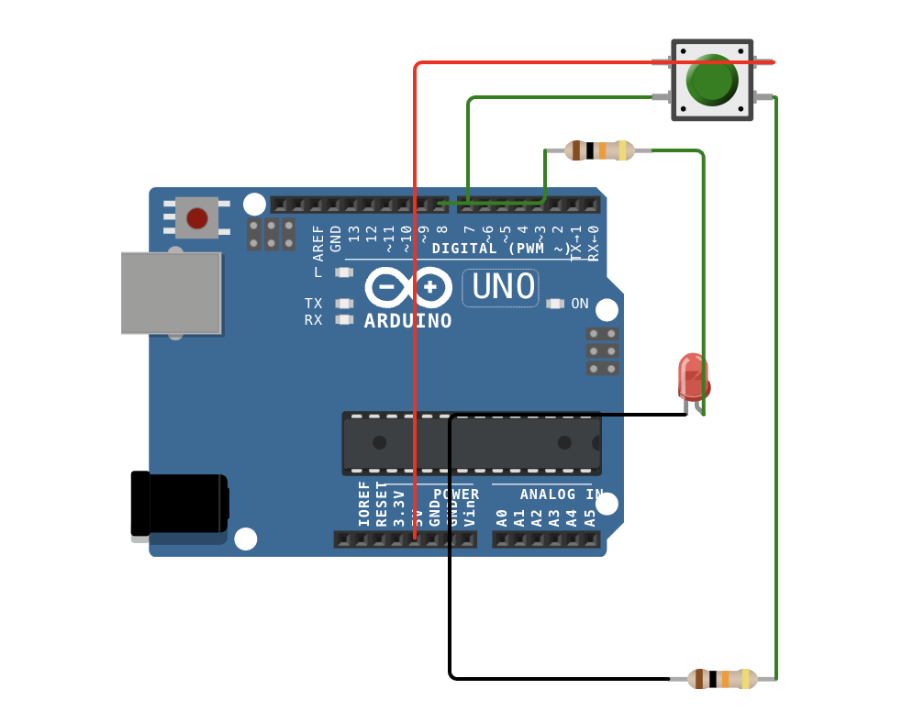 AREF
GND
13
12
~11
~10
~9
8
7
~6
~5
4
~3
2
TX→1
RX←0
DIGITAL (PWM ~)
L
TX
RX
ARDUINO
UNO
ON
IOREF
RESET
3.3V
5V
GND
GND
Vin
POWER
ANALOG IN
A0
A1
A2
A3
A4
A5